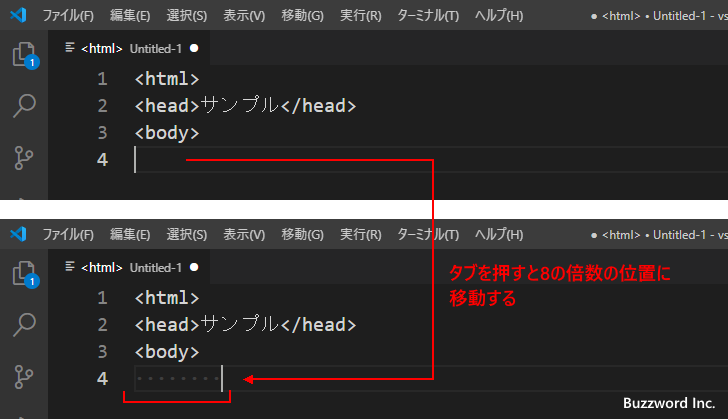 ファイル(F) 編集(E) 選択(S) 表示(V) 移動(G) 実行(R) ターミナル(T) ヘルプ(H) ● <html> • Untitled-1 - vs
1
<html> Untitled-1 ●
1 <html>
2 <head>サンプル</head>
3 <body>
4
ファイル(F) 編集(E) 選択(S) 表示(V) 移動(G) 実行(R) ターミナル(T) ヘルプ(H) ● <html> • Untitled-1 - vs
1
<html> Untitled-1 ●
1 <html>
2 <head>サンプル</head>
3 <body>
4 ········
タブを押すと8の倍数の位置に
移動する
Buzzword Inc.